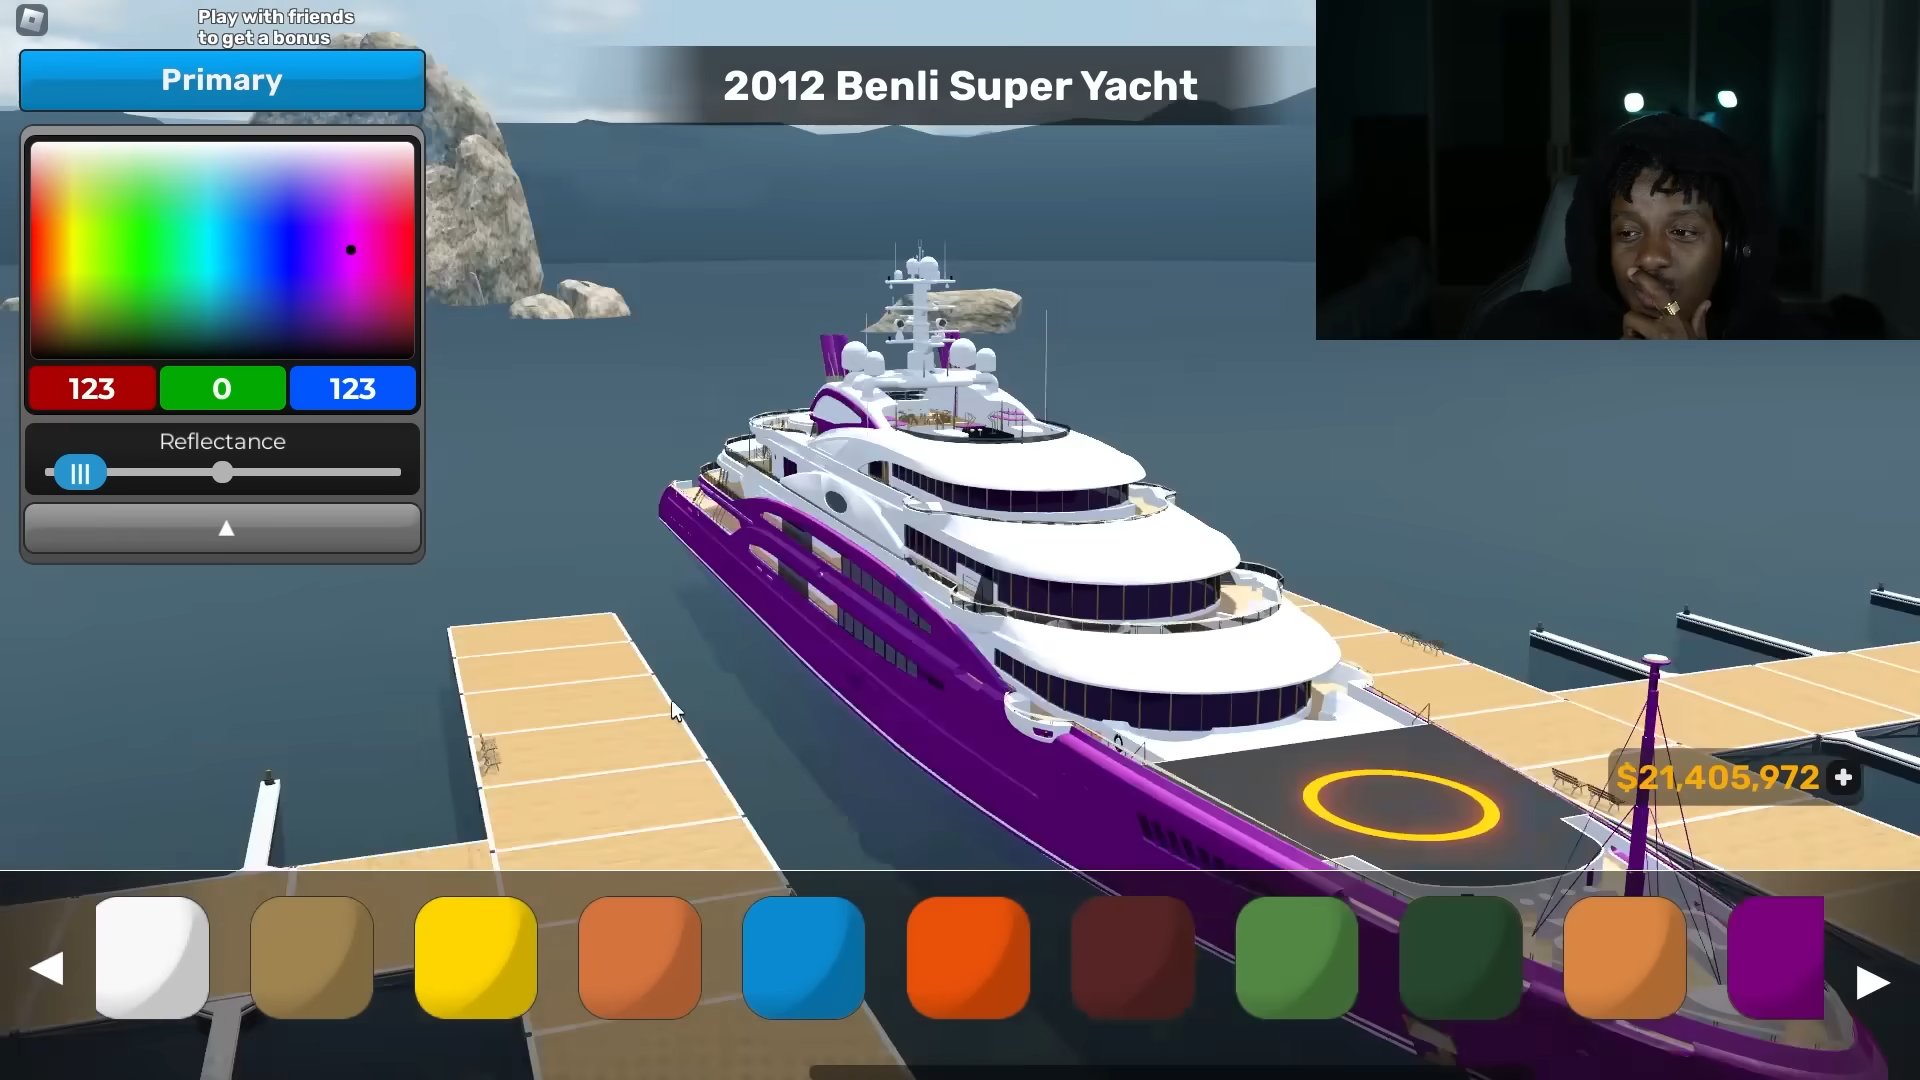 Play with friends
to get a bonus
Primary
2012 Benli Super Yacht
123
0
123
Reflectance
$21,405,972